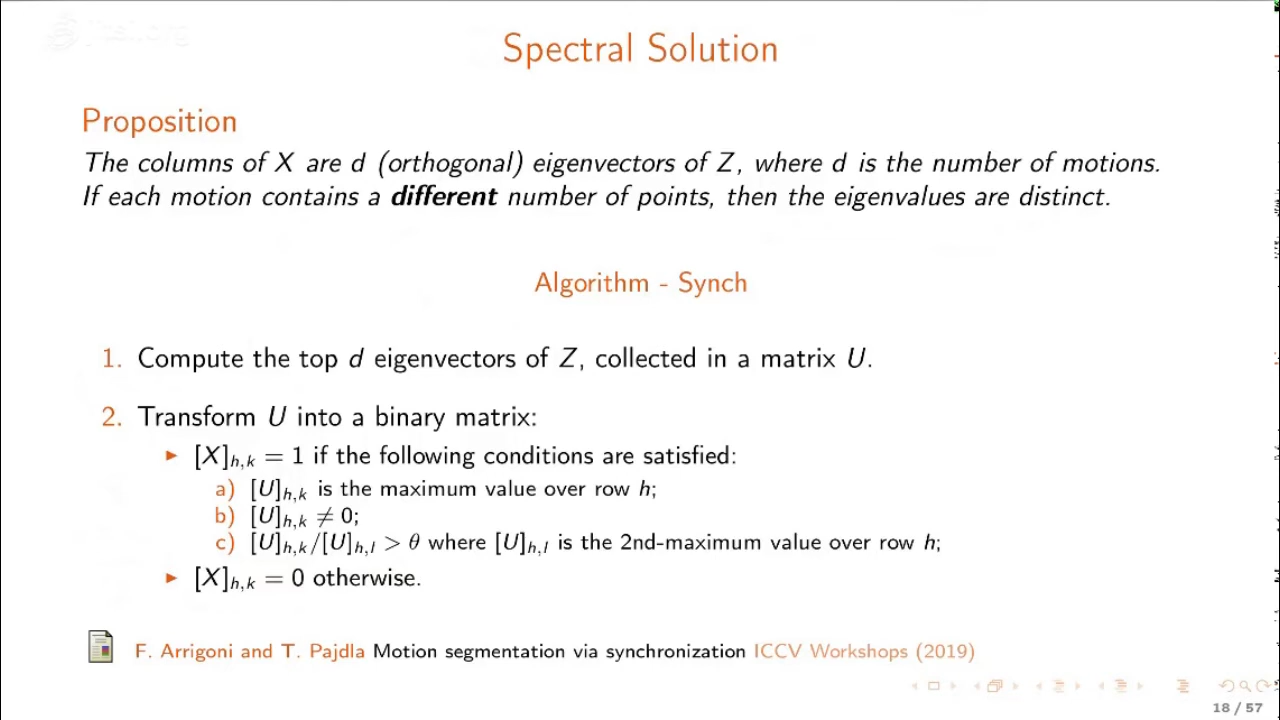 Spectral Solution
Proposition
The columns of X are d (orthogonal) eigenvectors of Z, where d is the number of motions.
If each motion contains a different number of points, then the eigenvalues are distinct.
Algorithm - Synch
1. Compute the top d eigenvectors of Z, collected in a matrix U.
2. Transform U into a binary matrix:
► [X]h,k = 1 if the following conditions are satisfied:
a) [U]h,k is the maximum value over row h;
b) [U]h,k ≠ 0;
c) [U]h,k/[U]h,l > θ where [U]h,l is the 2nd-maximum value over row h;
► [X]h,k = 0 otherwise.
F. Arrigoni and T. Pajdla Motion segmentation via synchronization ICCV Workshops (2019)
18 / 57